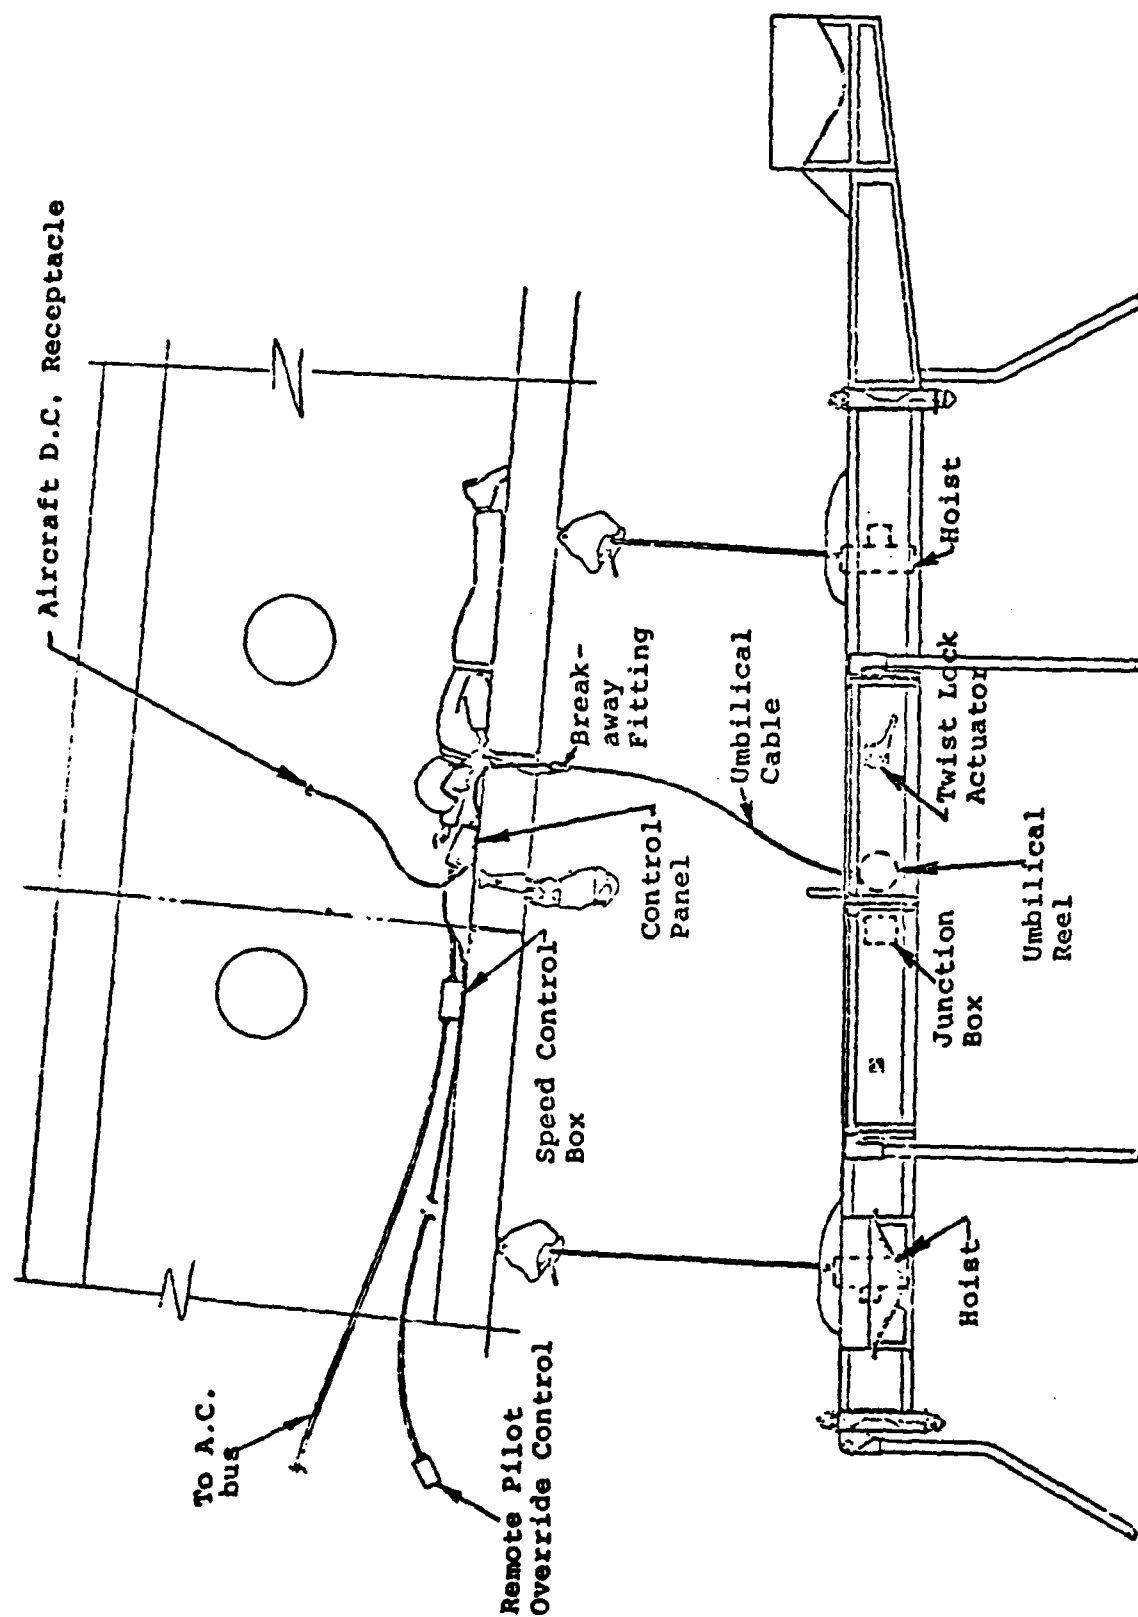 Aircraft D.C. Receptacle
To A.C.
bus
Remote Pilot
Override Control
Speed Control
Box
Control
Panel
Break-
away
Fitting
Umbilical
Cable
Hoist
Junction
Box
Umbilical
Reel
Twist Lock
Actuator
Hoist